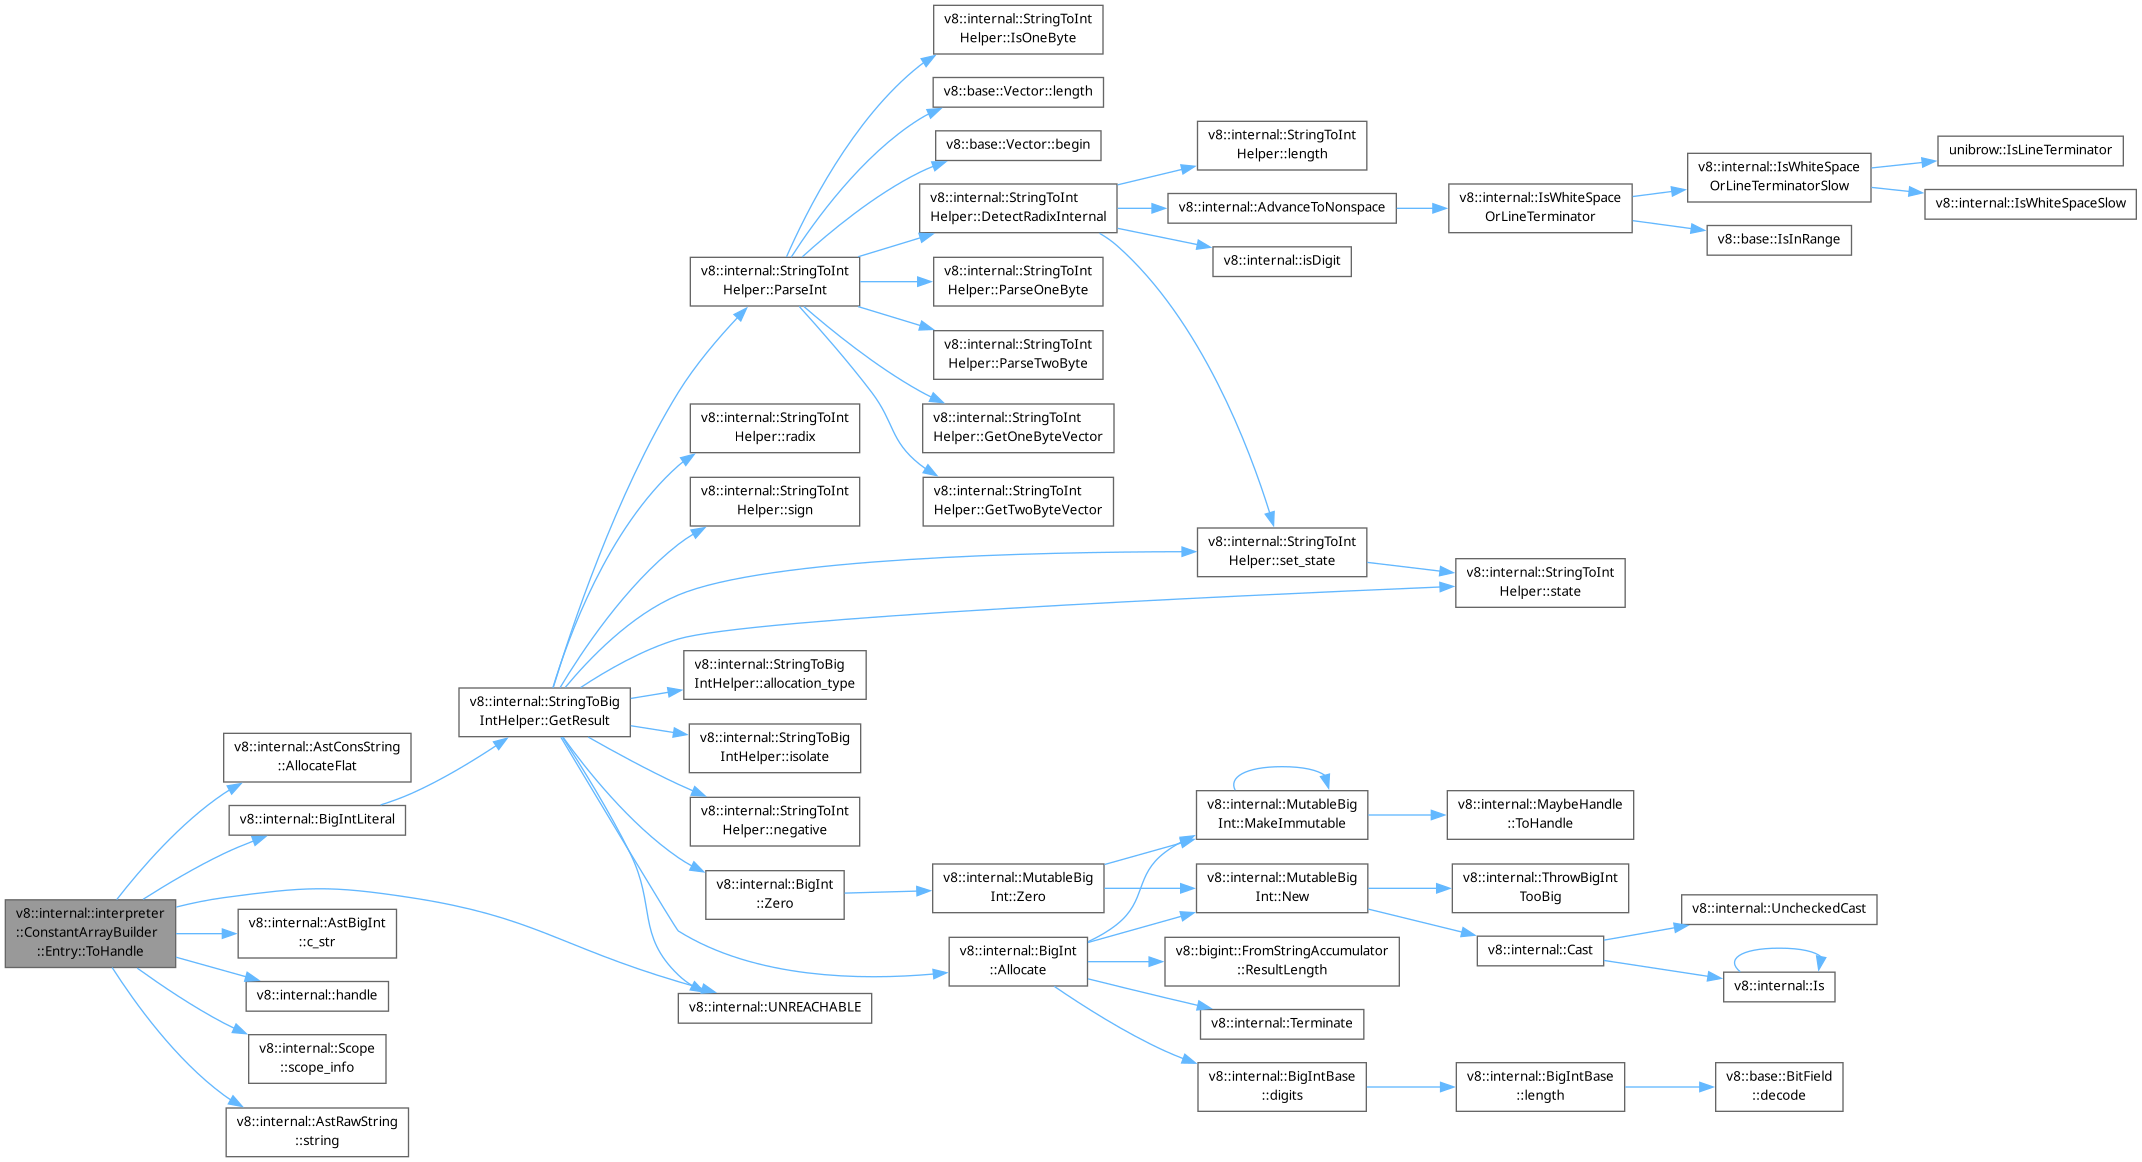 v8::internal::interpreter
::ConstantArrayBuilder
::Entry::ToHandle
v8::internal::AstConsString
::AllocateFlat
v8::internal::BigIntLiteral
v8::internal::AstBigInt
::c_str
v8::internal::handle
v8::internal::Scope
::scope_info
v8::internal::AstRawString
::string
v8::internal::StringToBig
IntHelper::GetResult
v8::internal::StringToInt
Helper::ParseInt
v8::internal::StringToInt
Helper::radix
v8::internal::StringToInt
Helper::sign
v8::internal::StringToBig
IntHelper::allocation_type
v8::internal::StringToBig
IntHelper::isolate
v8::internal::StringToInt
Helper::negative
v8::internal::BigInt
::Zero
v8::internal::UNREACHABLE
v8::internal::StringToInt
Helper::IsOneByte
v8::base::Vector::length
v8::base::Vector::begin
v8::internal::StringToInt
Helper::DetectRadixInternal
v8::internal::StringToInt
Helper::ParseOneByte
v8::internal::StringToInt
Helper::ParseTwoByte
v8::internal::StringToInt
Helper::GetOneByteVector
v8::internal::StringToInt
Helper::GetTwoByteVector
v8::internal::MutableBig
Int::Zero
v8::internal::BigInt
::Allocate
v8::internal::StringToInt
Helper::length
v8::internal::AdvanceToNonspace
v8::internal::isDigit
v8::internal::StringToInt
Helper::set_state
v8::internal::MutableBig
Int::MakeImmutable
v8::internal::MutableBig
Int::New
v8::bigint::FromStringAccumulator
::ResultLength
v8::internal::Terminate
v8::internal::BigIntBase
::digits
v8::internal::IsWhiteSpace
OrLineTerminator
v8::internal::StringToInt
Helper::state
v8::internal::MaybeHandle
::ToHandle
v8::internal::ThrowBigInt
TooBig
v8::internal::Cast
v8::internal::BigIntBase
::length
v8::internal::IsWhiteSpace
OrLineTerminatorSlow
v8::base::IsInRange
v8::internal::UncheckedCast
v8::internal::Is
v8::base::BitField
::decode
unibrow::IsLineTerminator
v8::internal::IsWhiteSpaceSlow